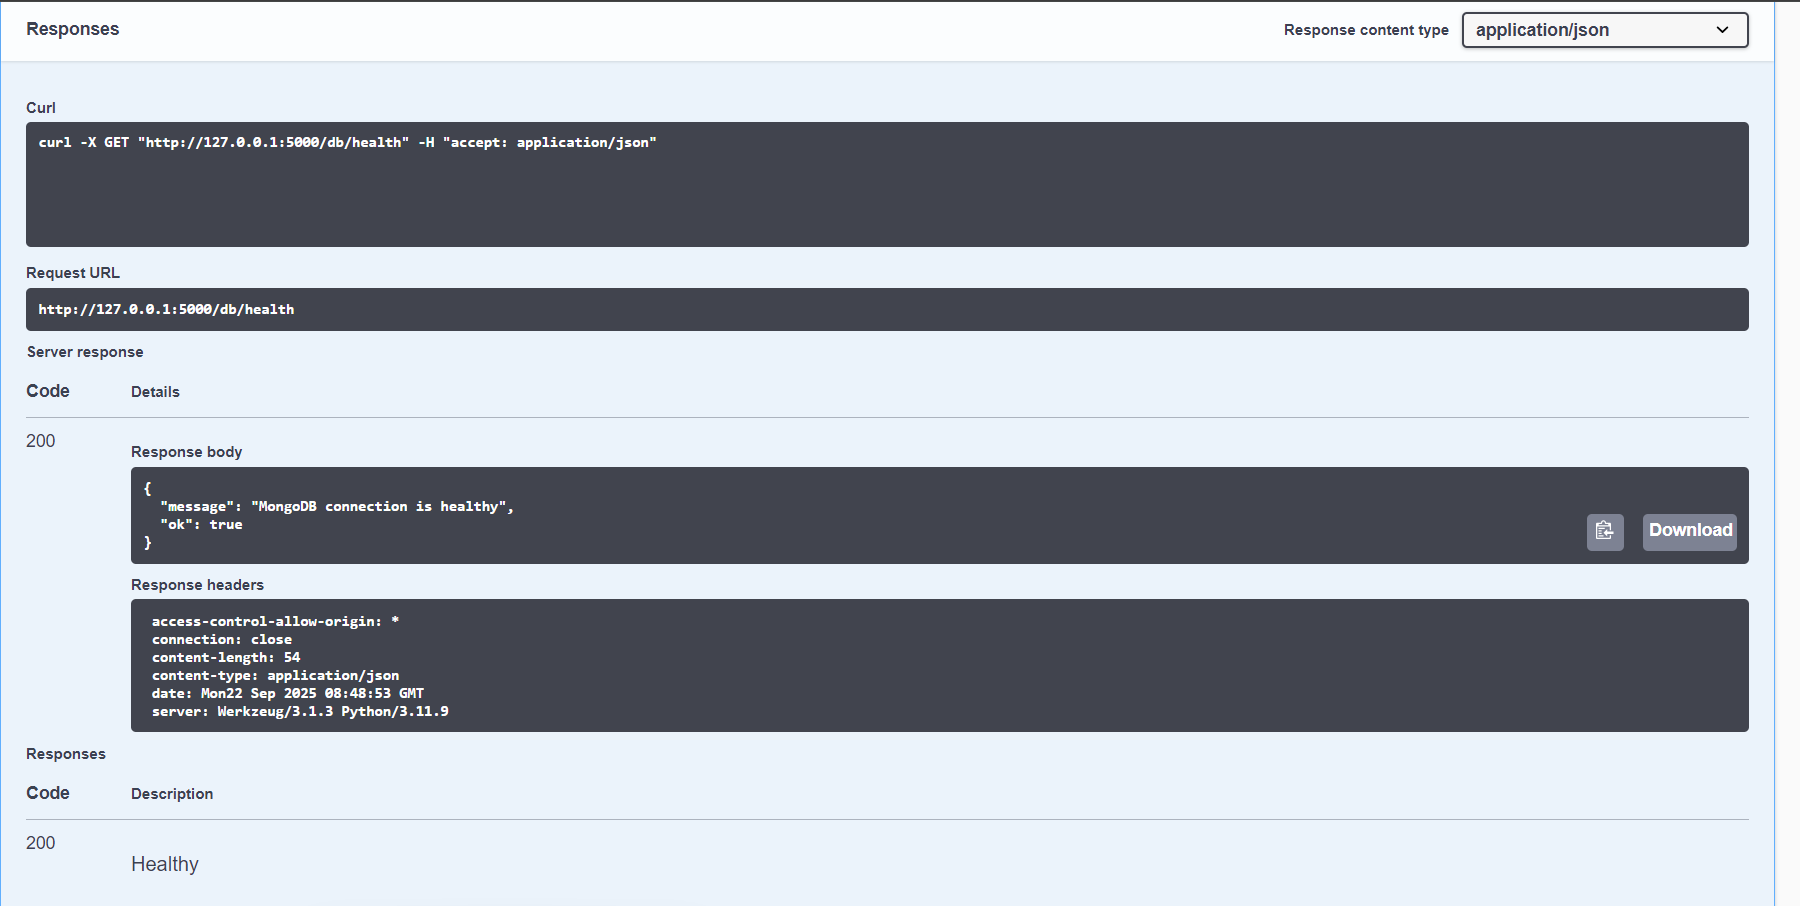 Responses
Response content type
application/json
Curl
curl -X GET "http://127.0.0.1:5000/db/health" -H "accept: application/json"
Request URL
http://127.0.0.1:5000/db/health
Server response
Code Details
200
Response body
{
  "message": "MongoDB connection is healthy",
  "ok": true
}
Download
Response headers
access-control-allow-origin: *
connection: close
content-length: 54
content-type: application/json
date: Mon22 Sep 2025 08:48:53 GMT
server: Werkzeug/3.1.3 Python/3.11.9
Responses
Code Description
200
Healthy